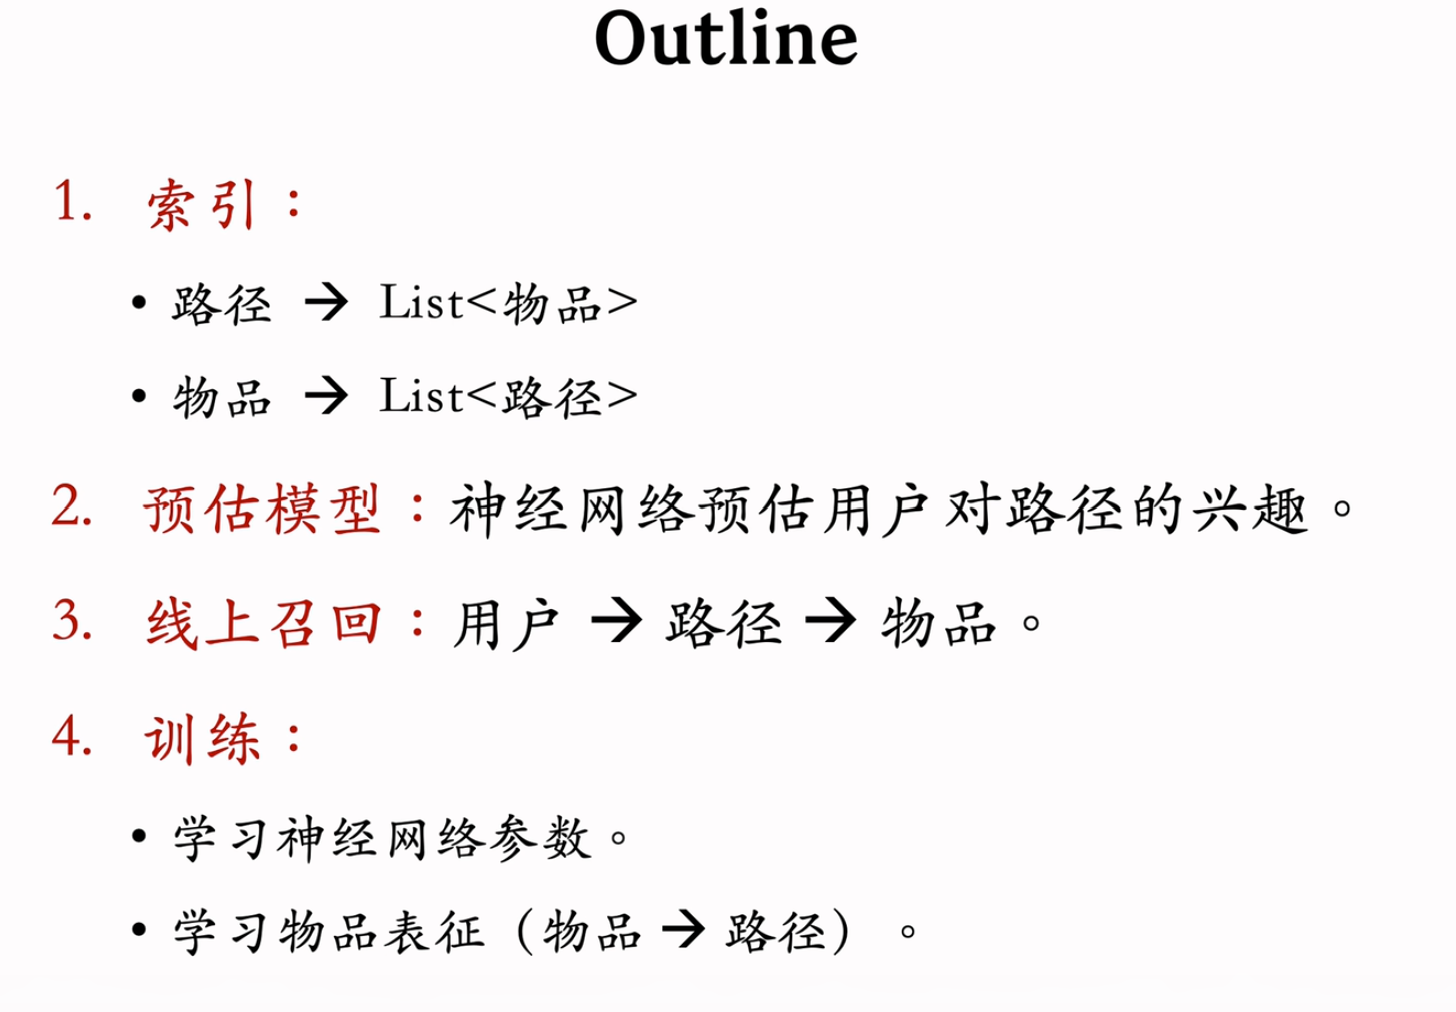 Outline
1. 索引：
• 路径 → List<物品>
• 物品 → List<路径>
2. 预估模型：神经网络预估用户对路径的兴趣。
3. 线上召回：用户 → 路径 → 物品。
4. 训练：
• 学习神经网络参数。
• 学习物品表征（物品 → 路径）。